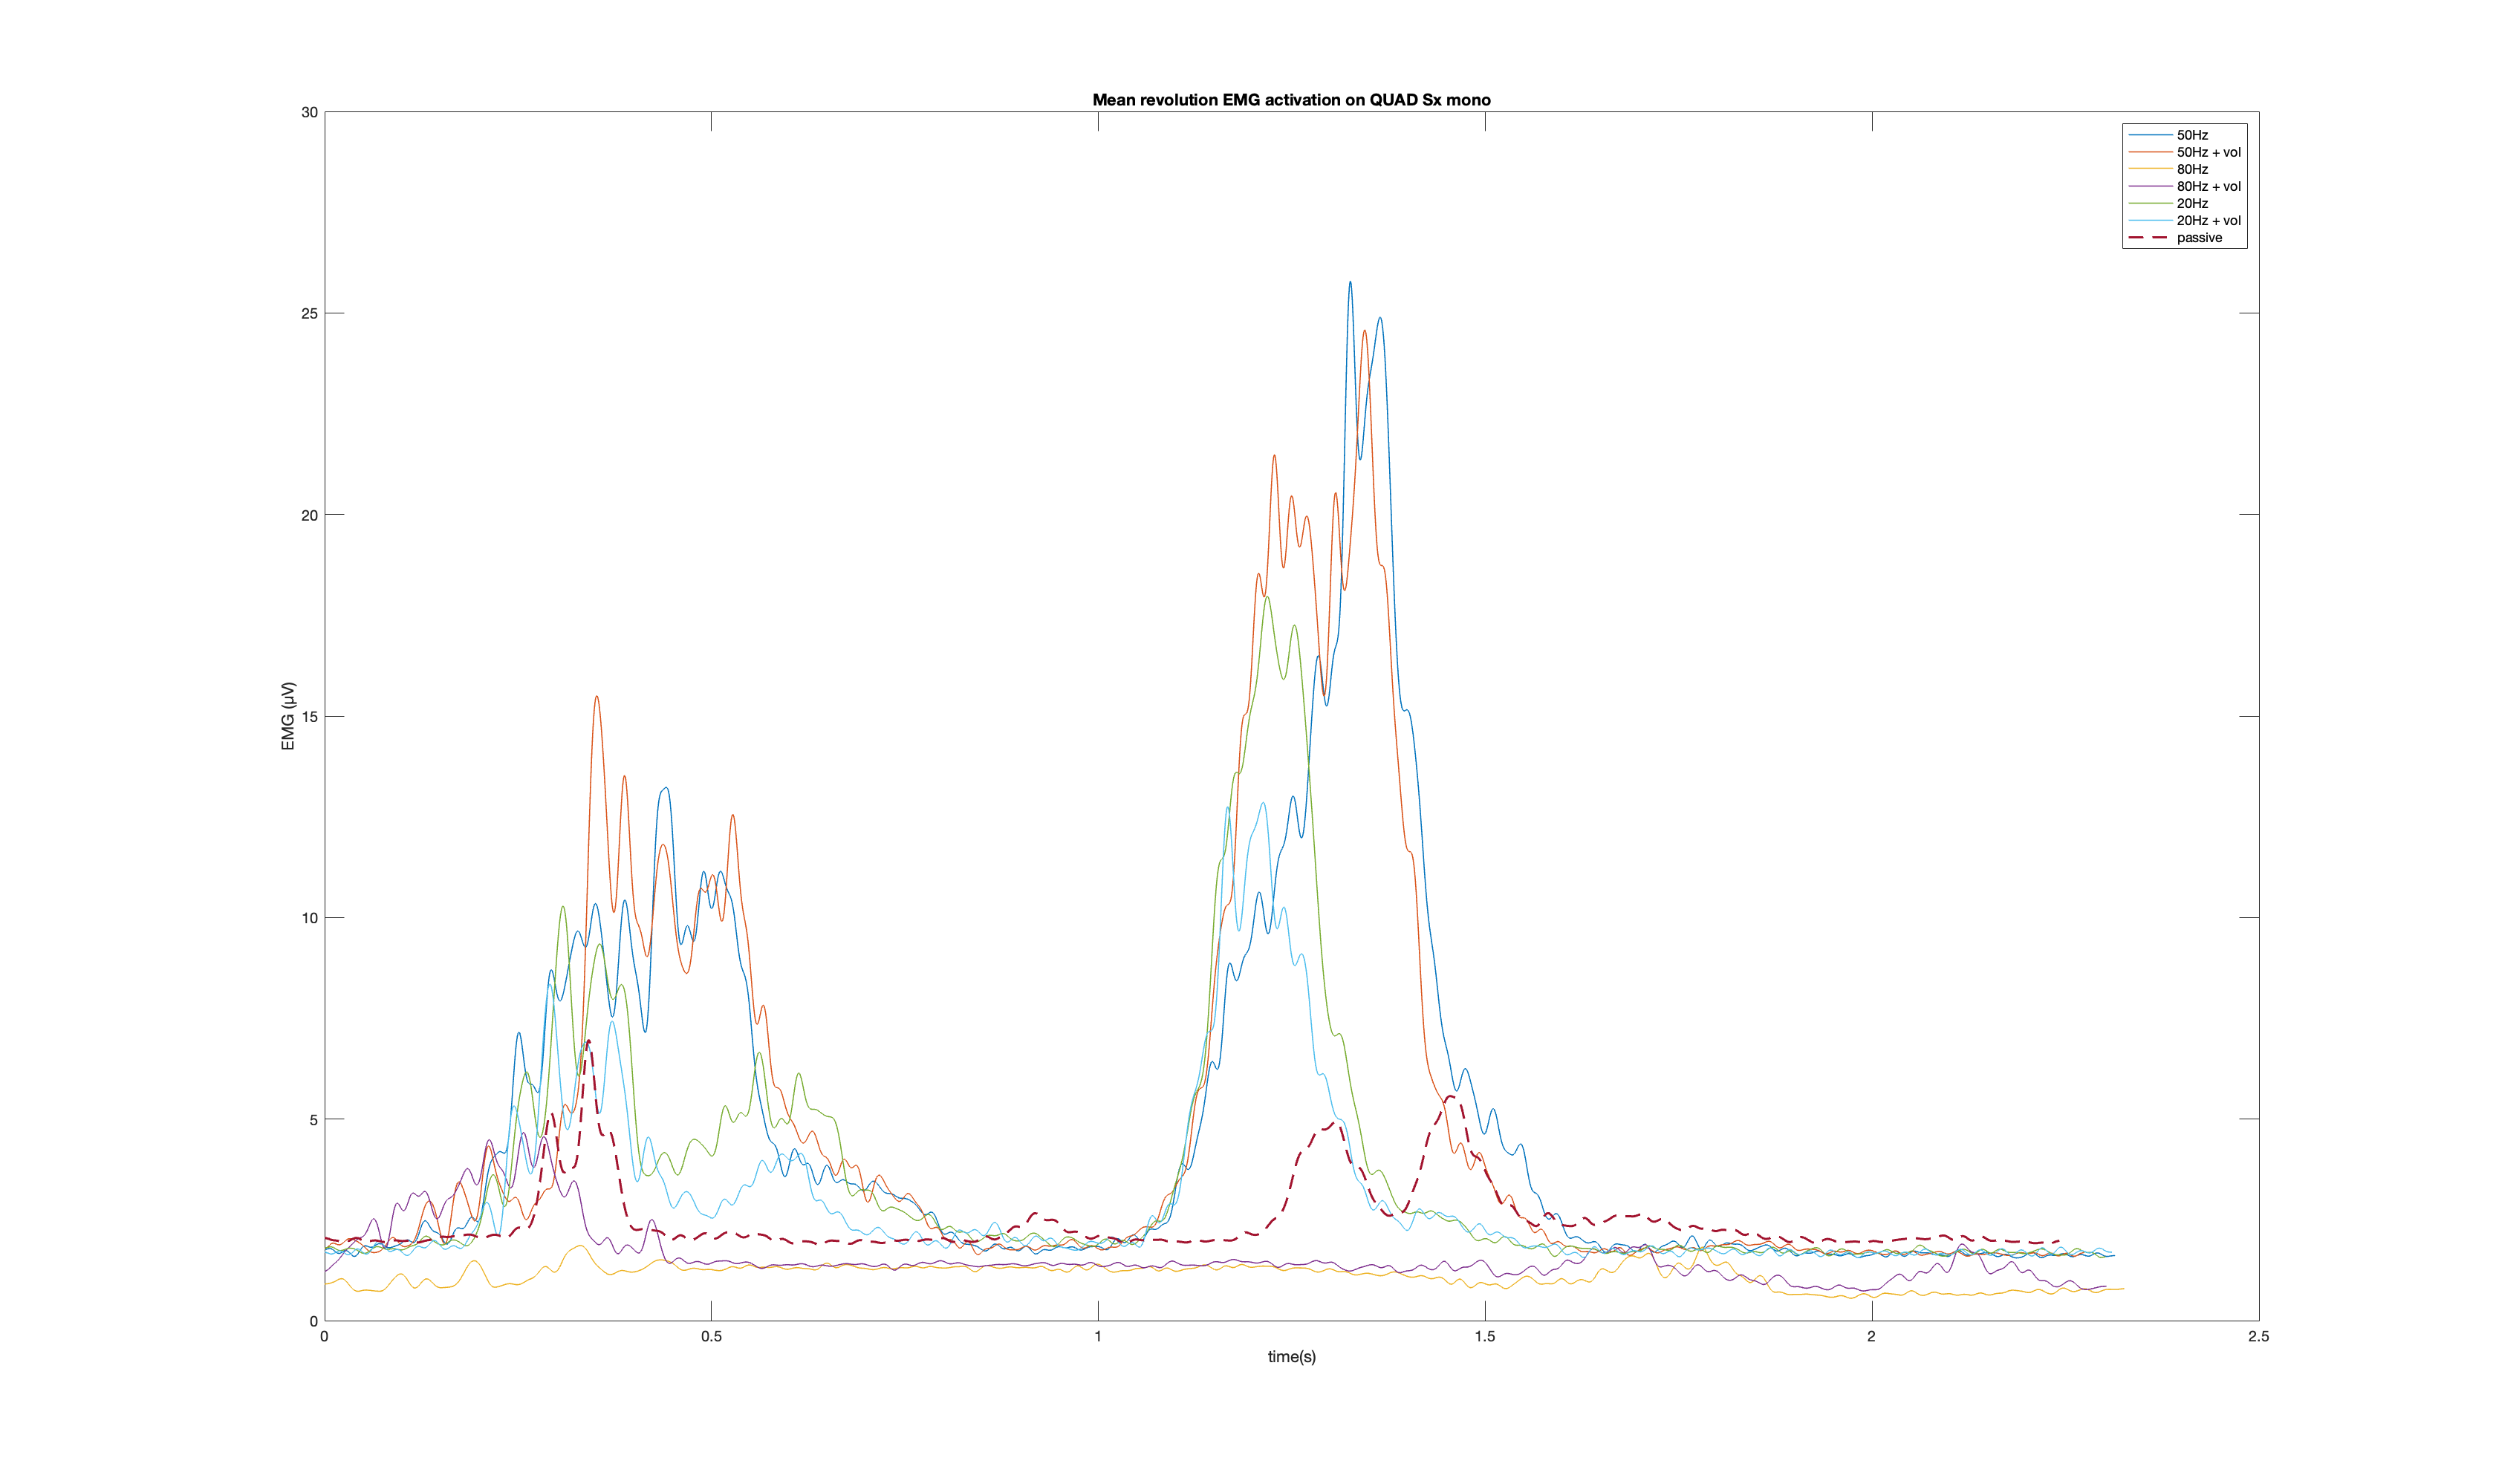 Mean revolution EMG activation on QUAD Sx mono
30
25
20
15
10
5
0
EMG (µV)
50Hz
50Hz + vol
80Hz
80Hz + vol
20Hz
20Hz + vol
passive
0 0.5 1 1.5 2 2.5
time(s)